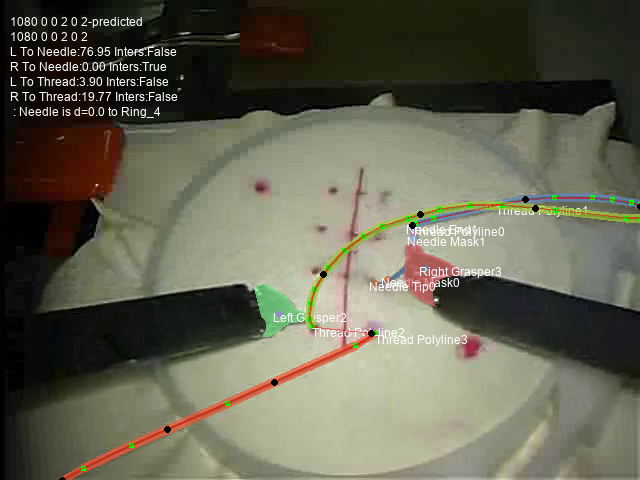 1080 0 0 2 0 2-predicted
1080 0 0 2 0 2
L To Needle:76.95 Inters:False
R To Needle:0.00 Inters:True
L To Thread:3.90 Inters:False
R To Thread:19.77 Inters:False
: Needle is d=0.0 to Ring_4
Thread Polyline1
Needle End1
Thread Polyline0
Needle Mask1
Right Grasper3
Needle Tip0
Left Grasper2
Thread Polyline2
Thread Polyline3